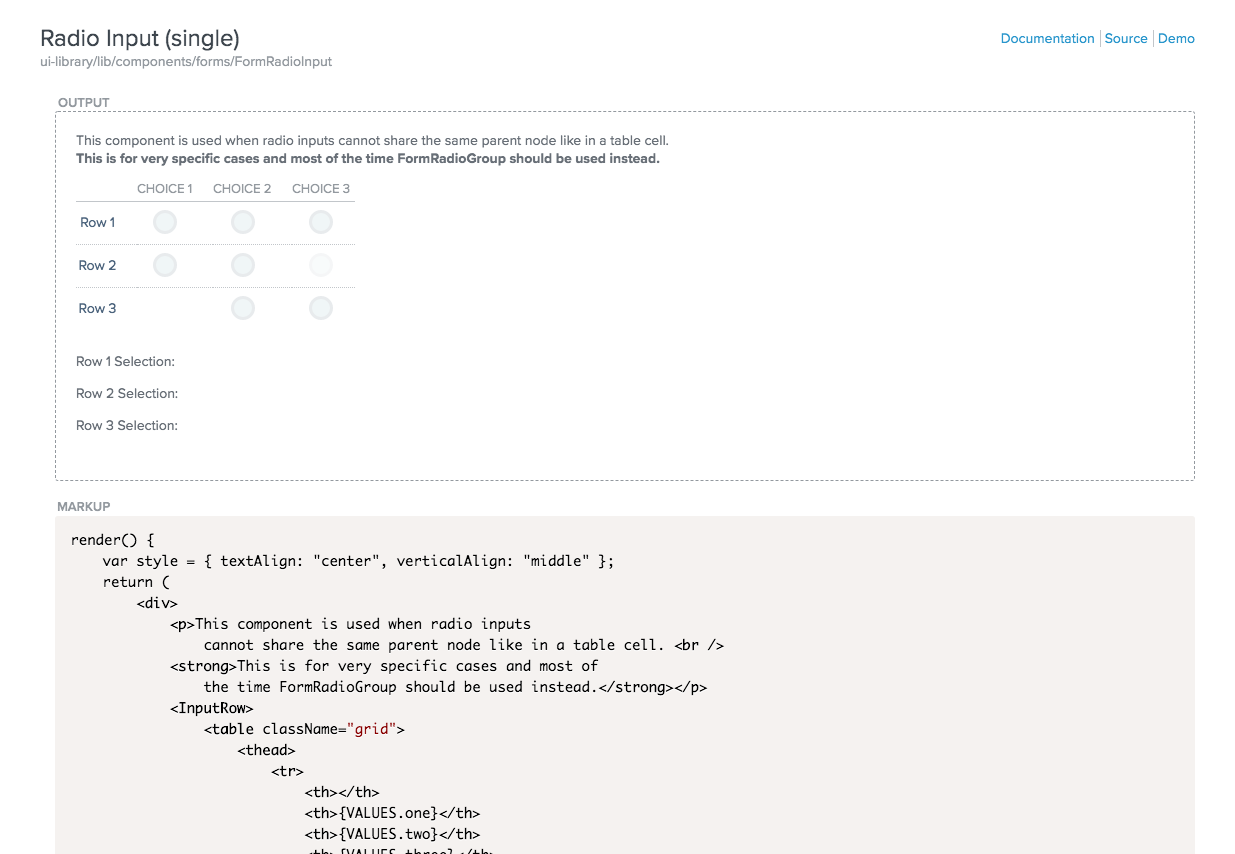 Radio Input (single)
Documentation Source Demo
ui-library/lib/components/forms/FormRadioInput
OUTPUT
This component is used when radio inputs cannot share the same parent node like in a table cell.
This is for very specific cases and most of the time FormRadioGroup should be used instead.
CHOICE 1 CHOICE 2 CHOICE 3
Row 1
Row 2
Row 3
Row 1 Selection:
Row 2 Selection:
Row 3 Selection:
MARKUP
render() {
var style = { textAlign: "center", verticalAlign: "middle" };
return (
<div>
<p>This component is used when radio inputs
cannot share the same parent node like in a table cell. <br />
<strong>This is for very specific cases and most of
the time FormRadioGroup should be used instead.</strong></p>
<InputRow>
<table className="grid">
<thead>
<tr>
<th></th>
<th>{VALUES.one}</th>
<th>{VALUES.two}</th>
<th>{VALUES.three}</th>